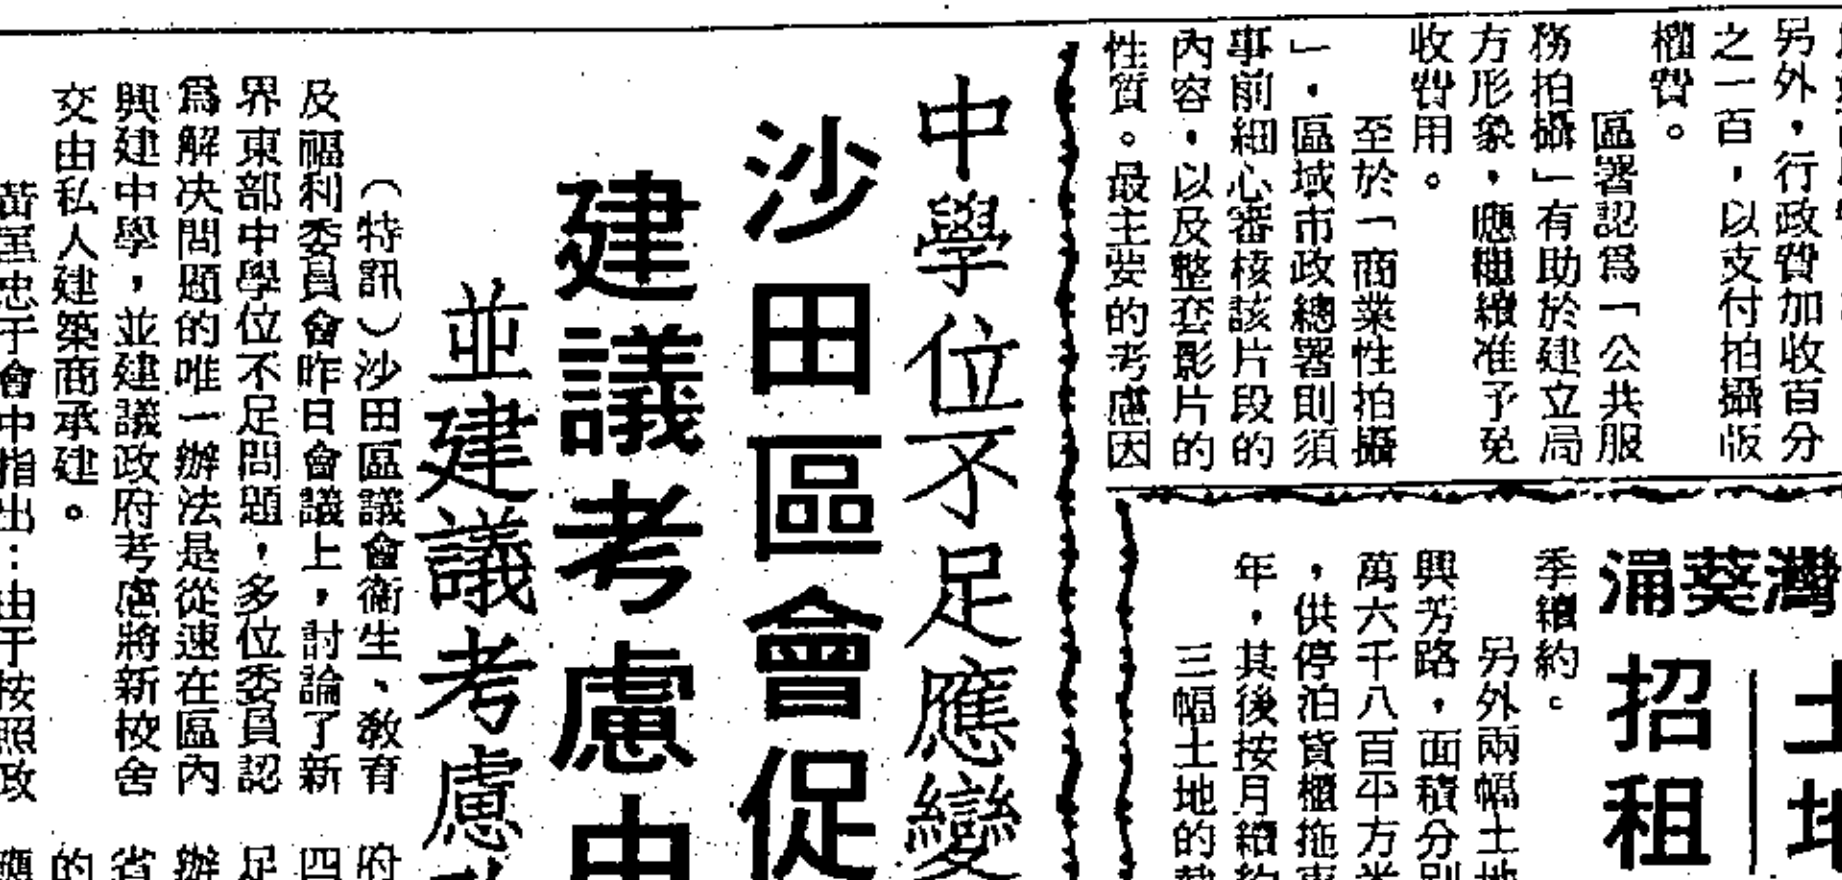 另外，行政費加收百分
之一百，以支付拍攝版
權費。
區署認爲「公共服
務拍攝」有助於建立局
方形象，應繼續准予免
收費用。
至於「商業性拍攝
」，區域市政總署則須
事前細心審核該片段的
內容，以及整套影片的
性質。最主要的考慮因
中學位不足應變
沙田區會促
建議考慮由
並建議考慮
（特訊）沙田區議會衞生、教育
及福利委員會昨日會議上，討論了新
界東部中學位不足問題，多位委員認
爲解决問題的唯一辦法是從速在區內
興建中學，並建議政府考慮將新校舍
交由私人建築商承建。
忠于會中指出：由于按照政
府
四
足
辦
省
的
應
灣葵涌
土地
招租
季續約。
另外兩幅土地
興芳路，面積分別
萬六千八百平方米
，供停泊貨櫃拖車
年，其後按月續約
三幅土地的